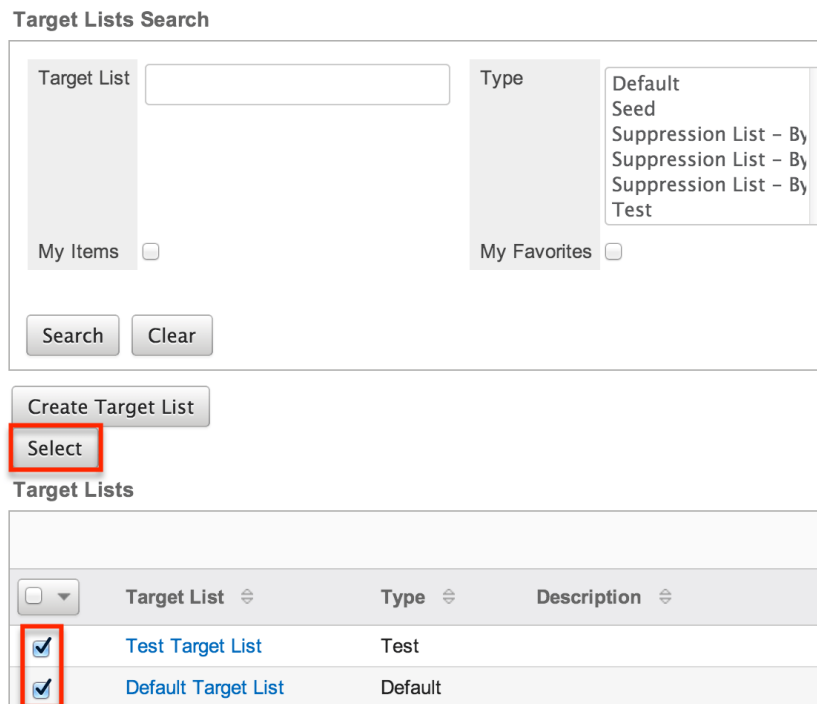 Target Lists Search
Target List
Type
Default
Seed
Suppression List – By
Suppression List – By
Suppression List – By
Test
My Items
My Favorites
Search Clear
Create Target List
Select
Target Lists
Target List Type Description
Test Target List Test
Default Target List Default